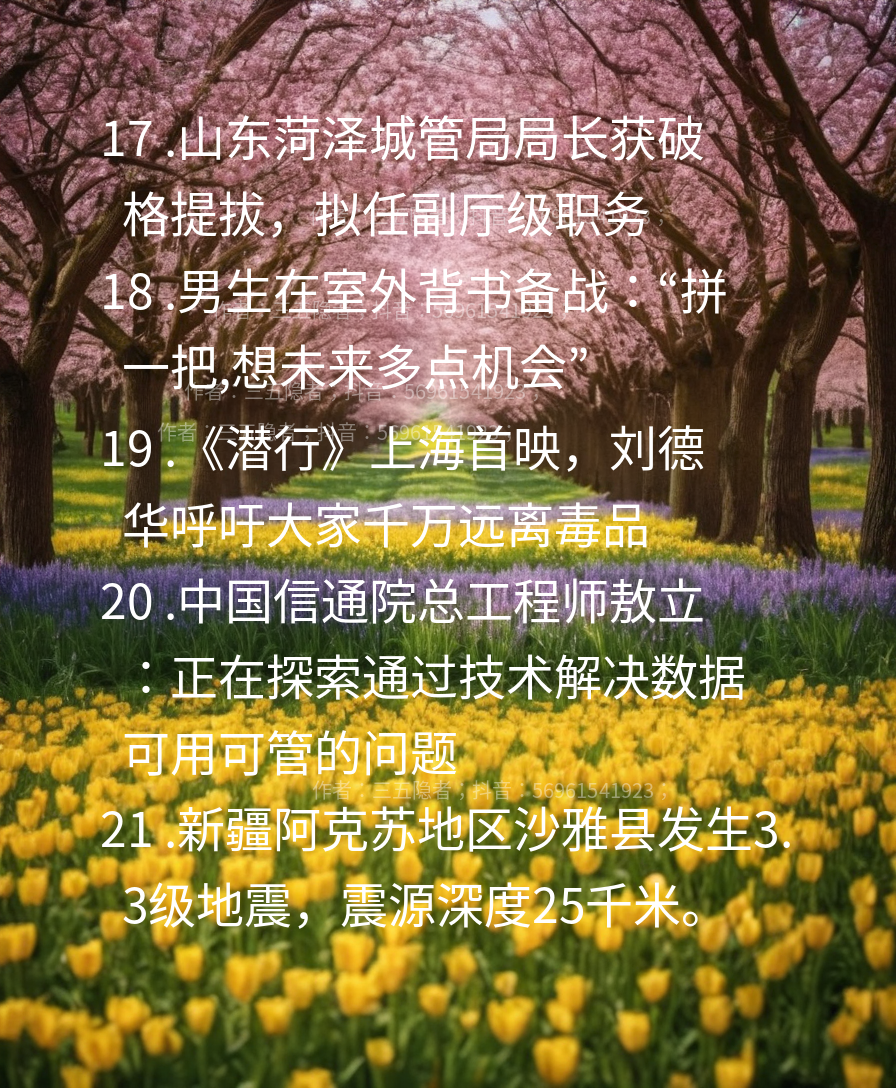 17 .山东菏泽城管局局长获破
格提拔，拟任副厅级职务
18 .男生在室外背书备战：“拼
一把,想未来多点机会”
作者：三五隐者；抖音：56961541923；
19 .《潜行》上海首映，刘德
华呼吁大家千万远离毒品
20 .中国信通院总工程师敖立
：正在探索通过技术解决数据
可用可管的问题
作者：三五隐者；抖音：56961541923；
21 .新疆阿克苏地区沙雅县发生3.
3级地震，震源深度25千米。